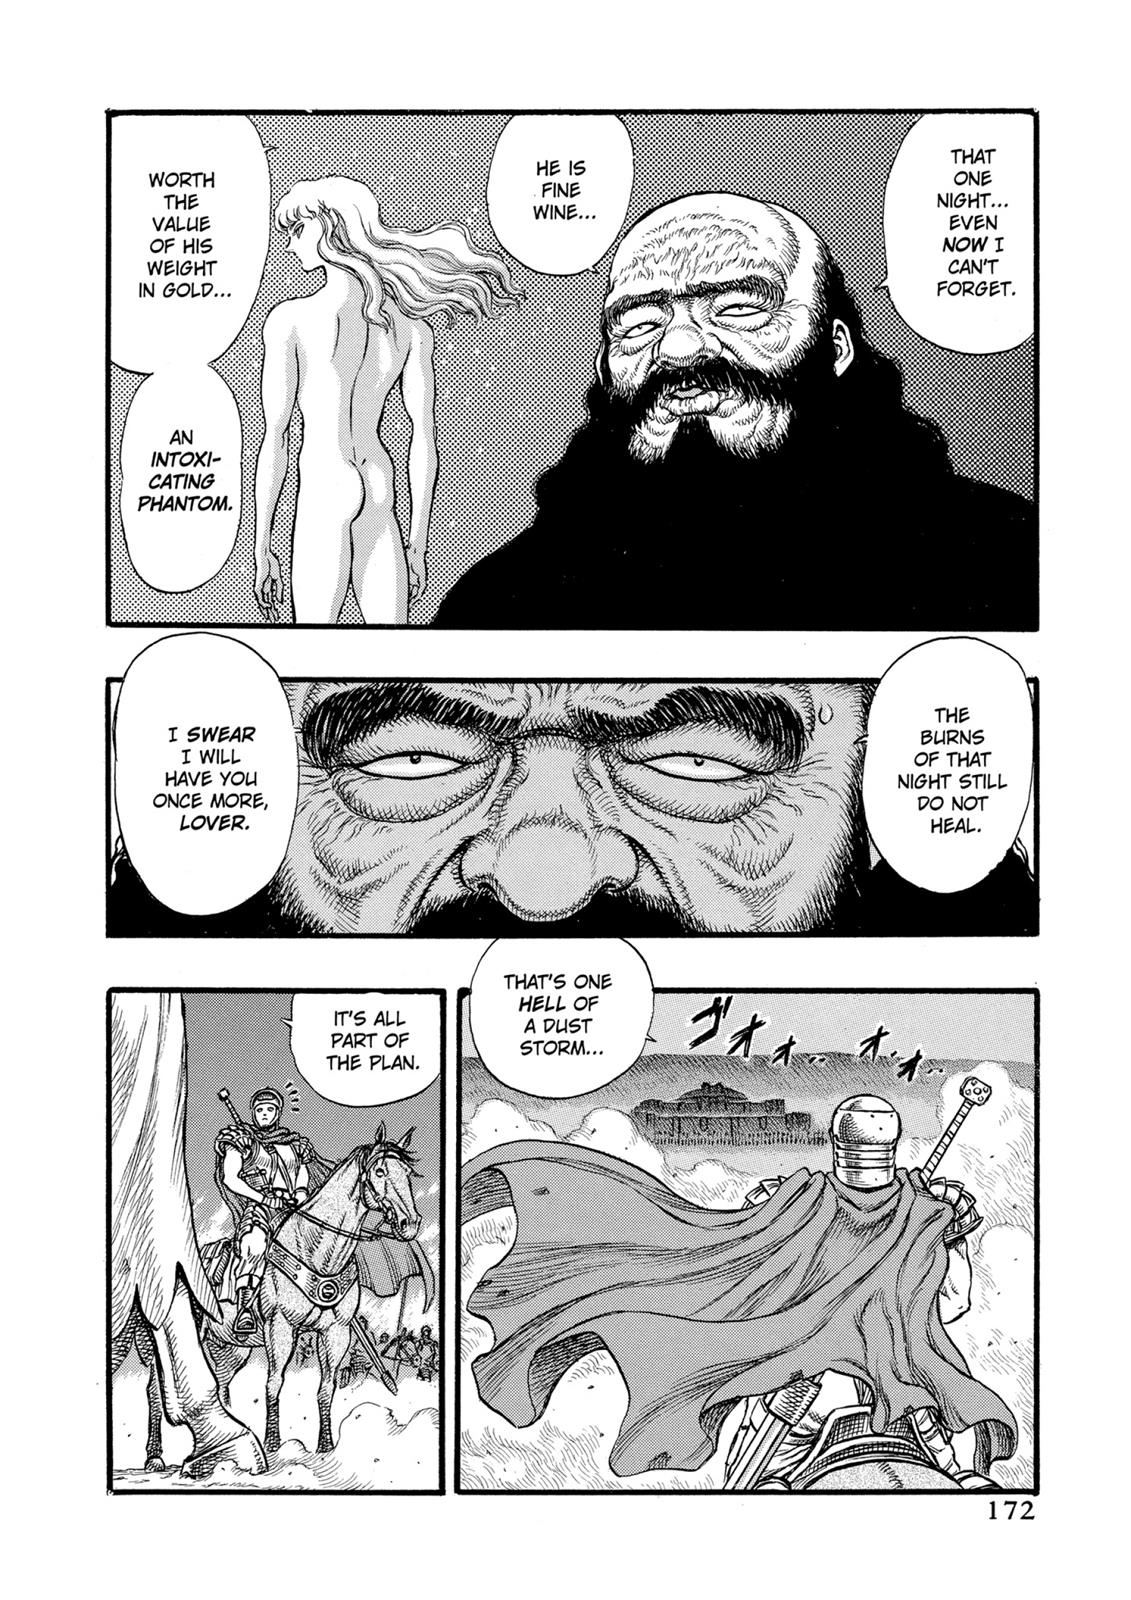 THAT
ONE
NIGHT...
EVEN
NOW I
CAN'T
FORGET.
HE IS
FINE
WINE...
WORTH
THE
VALUE
OF HIS
WEIGHT
IN GOLD...
AN
INTOXI-
CATING
PHANTOM.
THE
BURNS
OF THAT
NIGHT STILL
DO NOT
HEAL.
I SWEAR
I WILL
HAVE YOU
ONCE MORE,
LOVER.
THAT'S ONE
HELL OF
A DUST
STORM...
ゴオオ‥オオ‥
IT'S ALL
PART OF
THE PLAN.
172